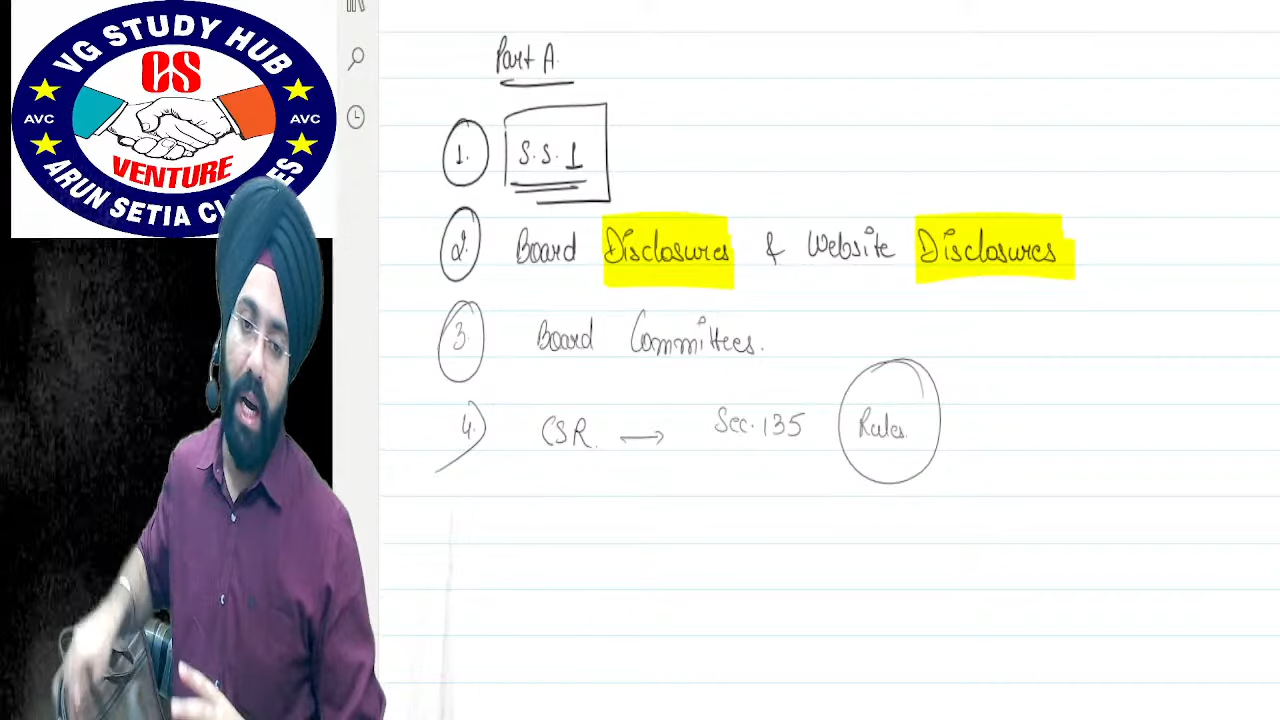 VG STUDY HUB
CS
AVC
AVC
VENTURE
ARUN SETIA
Part A.
1. S.S. 1
2. Board Disclosures & Website Disclosures
3. Board Committees.
4. CSR. → Sec. 135 Rules.